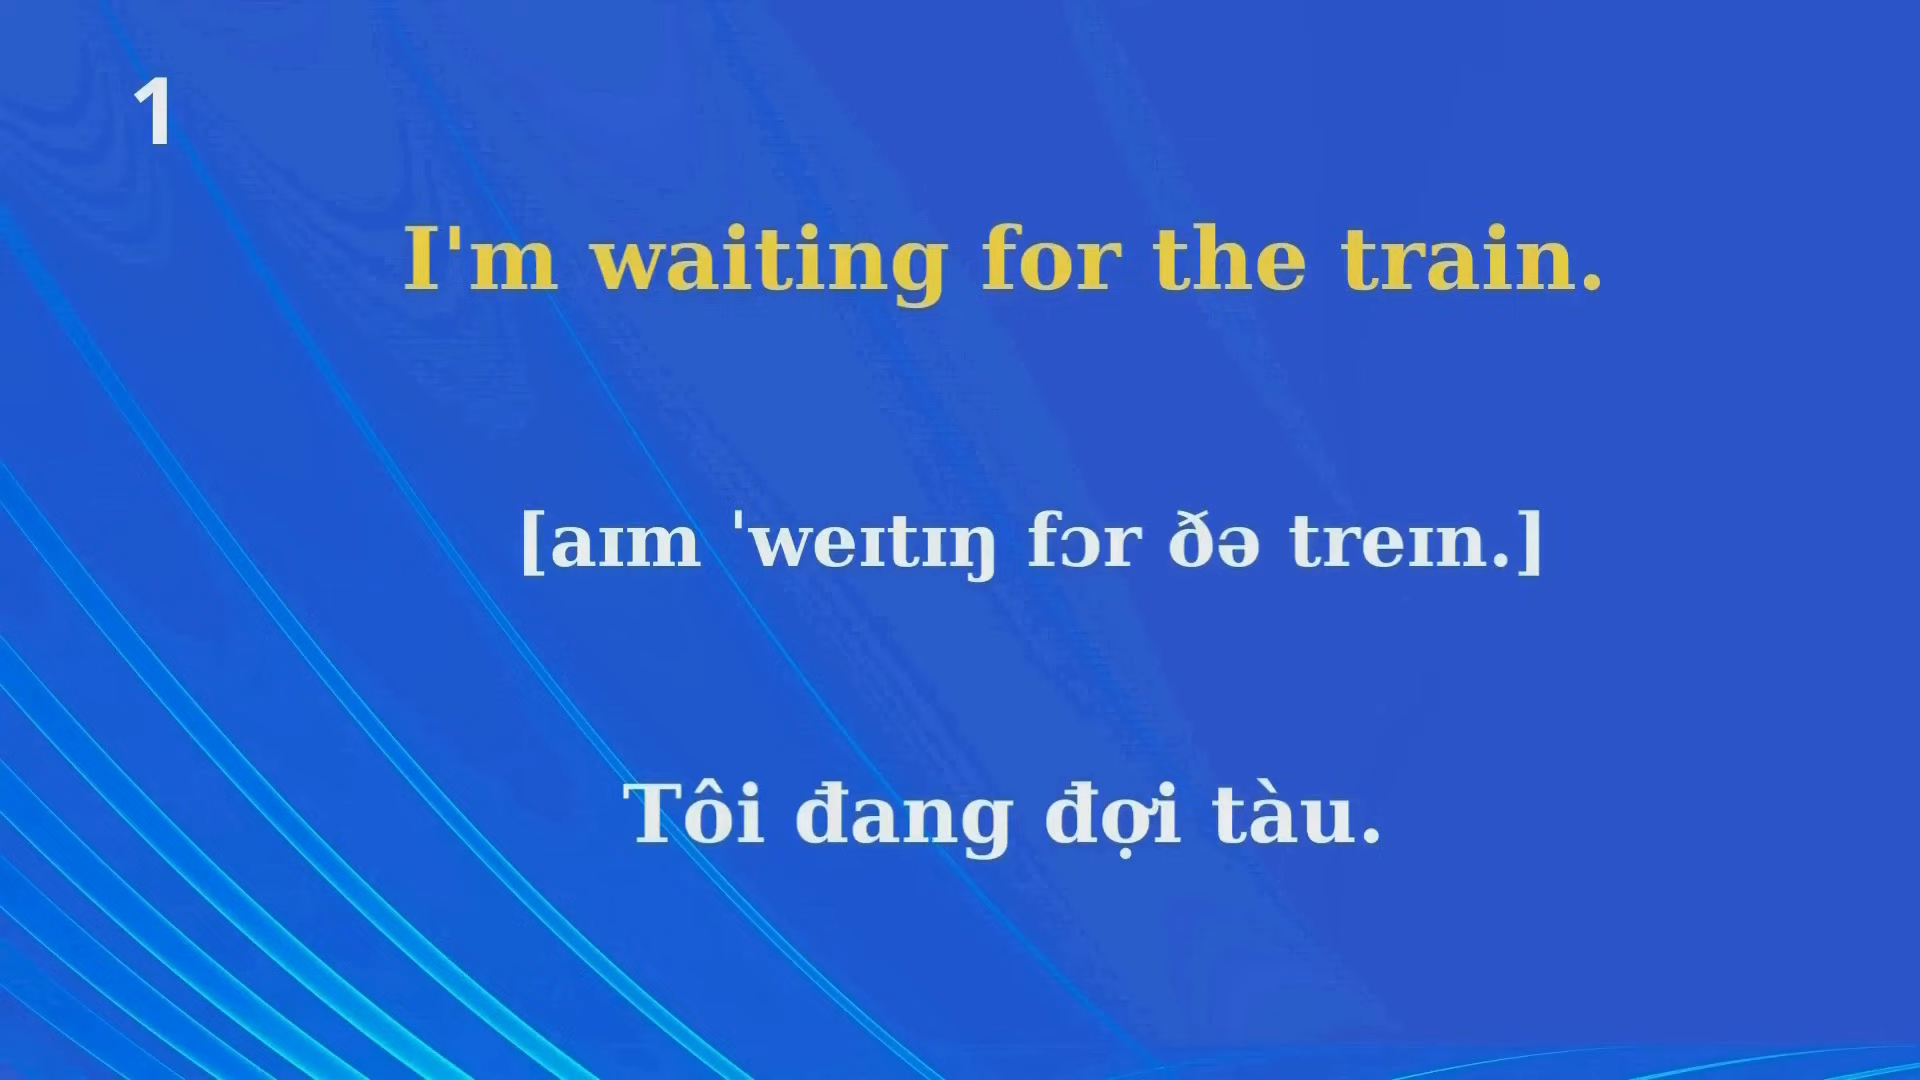 1
I'm waiting for the train.
[aɪm ˈweɪtɪŋ fɔr ðə treɪn.]
Tôi đang đợi tàu.